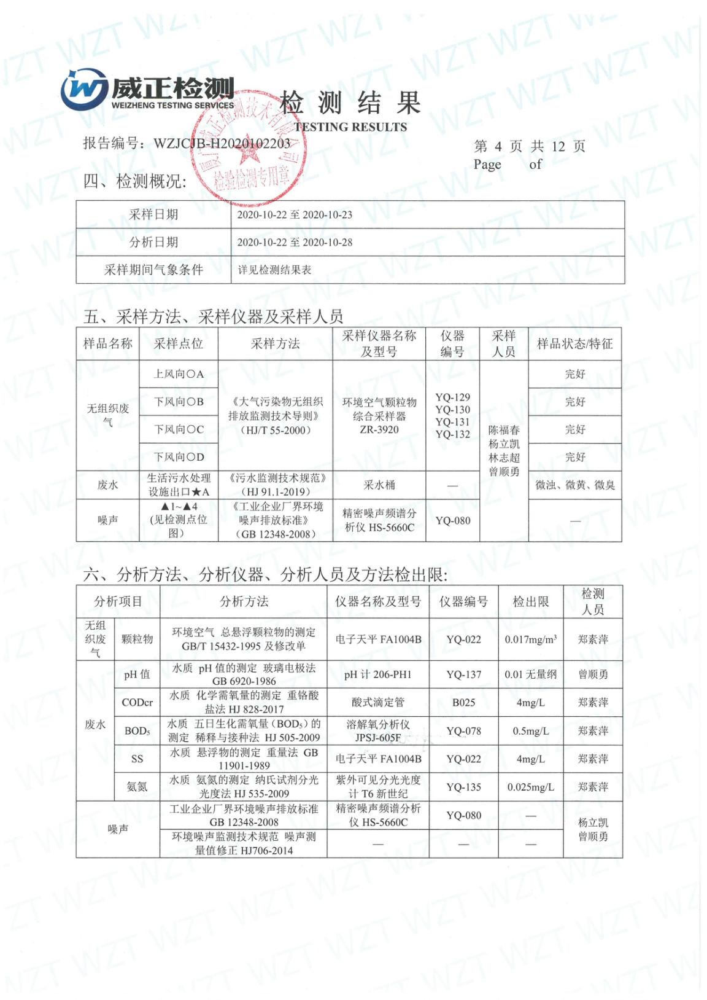 威正检测
WEIZHENG TESTING SERVICES
检测结果
TESTING RESULTS
报告编号：WZJCJB-H2020102203
第 4 页 共 12 页
Page of
厦门威正检测技术有限公司
检验检测专用章
四、检测概况:
采样日期 2020-10-22 至 2020-10-23
分析日期 2020-10-22 至 2020-10-28
采样期间气象条件 详见检测结果表
五、采样方法、采样仪器及采样人员
样品名称 采样点位 采样方法 采样仪器名称及型号 仪器编号 采样人员 样品状态/特征
无组织废气
上风向○A
下风向○B
下风向○C
下风向○D
《大气污染物无组织
排放监测技术导则》
（HJ/T 55-2000）
环境空气颗粒物
综合采样器
ZR-3920
YQ-129
YQ-130
YQ-131
YQ-132
陈福春
杨立凯
林志超
曾顺勇
完好
完好
完好
完好
废水
生活污水处理
设施出口★A
《污水监测技术规范》
（HJ 91.1-2019）
采水桶
—
微浊、微黄、微臭
噪声
▲1~▲4
(见检测点位
图）
《工业企业厂界环境
噪声排放标准》
（GB 12348-2008）
精密噪声频谱分
析仪 HS-5660C
YQ-080
—
六、分析方法、分析仪器、分析人员及方法检出限:
分析项目 分析方法 仪器名称及型号 仪器编号 检出限 检测人员
无组
织废
气
颗粒物
环境空气 总悬浮颗粒物的测定
GB/T 15432-1995 及修改单
电子天平 FA1004B YQ-022 0.017mg/m³ 郑素萍
废水
pH 值
水质 pH 值的测定 玻璃电极法
GB 6920-1986
pH 计 206-PH1 YQ-137 0.01 无量纲 曾顺勇
CODcr
水质 化学需氧量的测定 重铬酸
盐法 HJ 828-2017
酸式滴定管 B025 4mg/L 郑素萍
BOD₅
水质 五日生化需氧量（BOD₅）的
测定 稀释与接种法 HJ 505-2009
溶解氧分析仪
JPSJ-605F
YQ-078 0.5mg/L 郑素萍
SS
水质 悬浮物的测定 重量法 GB
11901-1989
电子天平 FA1004B YQ-022 4mg/L 郑素萍
氨氮
水质 氨氮的测定 纳氏试剂分光
光度法 HJ 535-2009
紫外可见分光光度
计 T6 新世纪
YQ-135 0.025mg/L 郑素萍
噪声
工业企业厂界环境噪声排放标准
GB 12348-2008
精密噪声频谱分析
仪 HS-5660C
YQ-080 —
环境噪声监测技术规范 噪声测
量值修正 HJ706-2014
— — —
杨立凯
曾顺勇